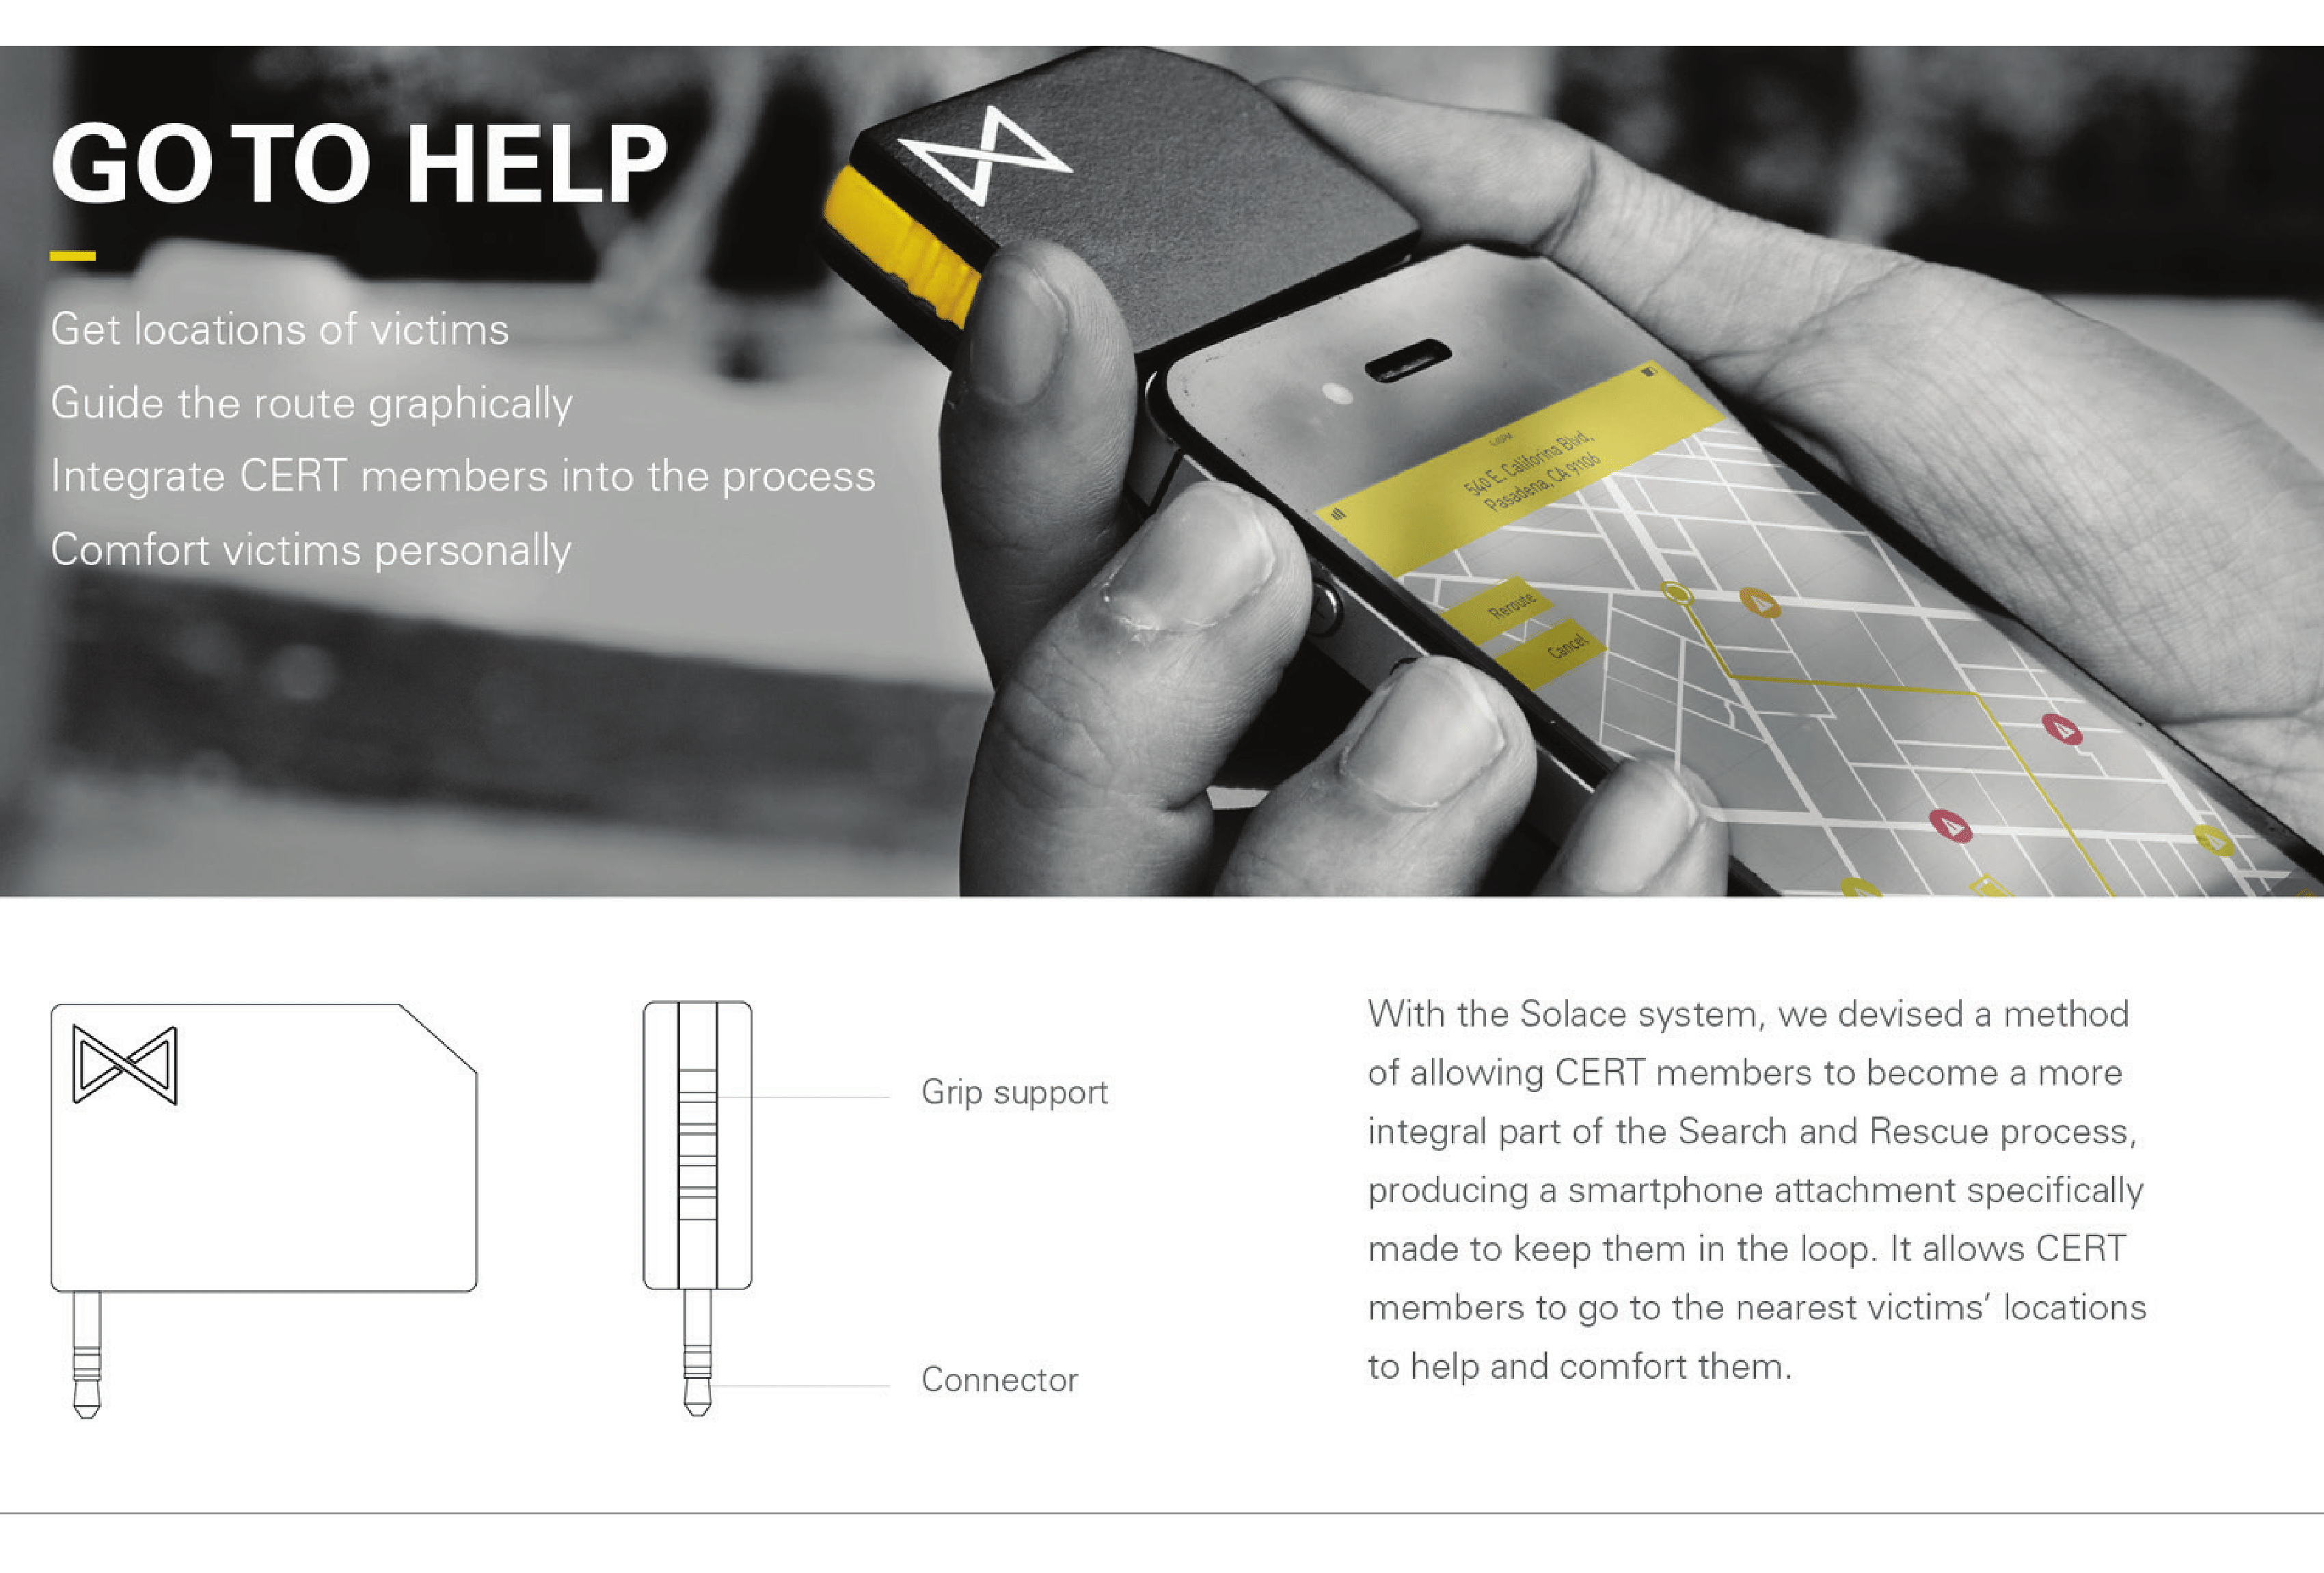 GO TO HELP
Get locations of victims
Guide the route graphically
Integrate CERT members into the process
Comfort victims personally
540 E. California Blvd,
Pasadena, CA 91106
Reroute
Cancel
Grip support
Connector
With the Solace system, we devised a method
of allowing CERT members to become a more
integral part of the Search and Rescue process,
producing a smartphone attachment specifically
made to keep them in the loop. It allows CERT
members to go to the nearest victims’ locations
to help and comfort them.